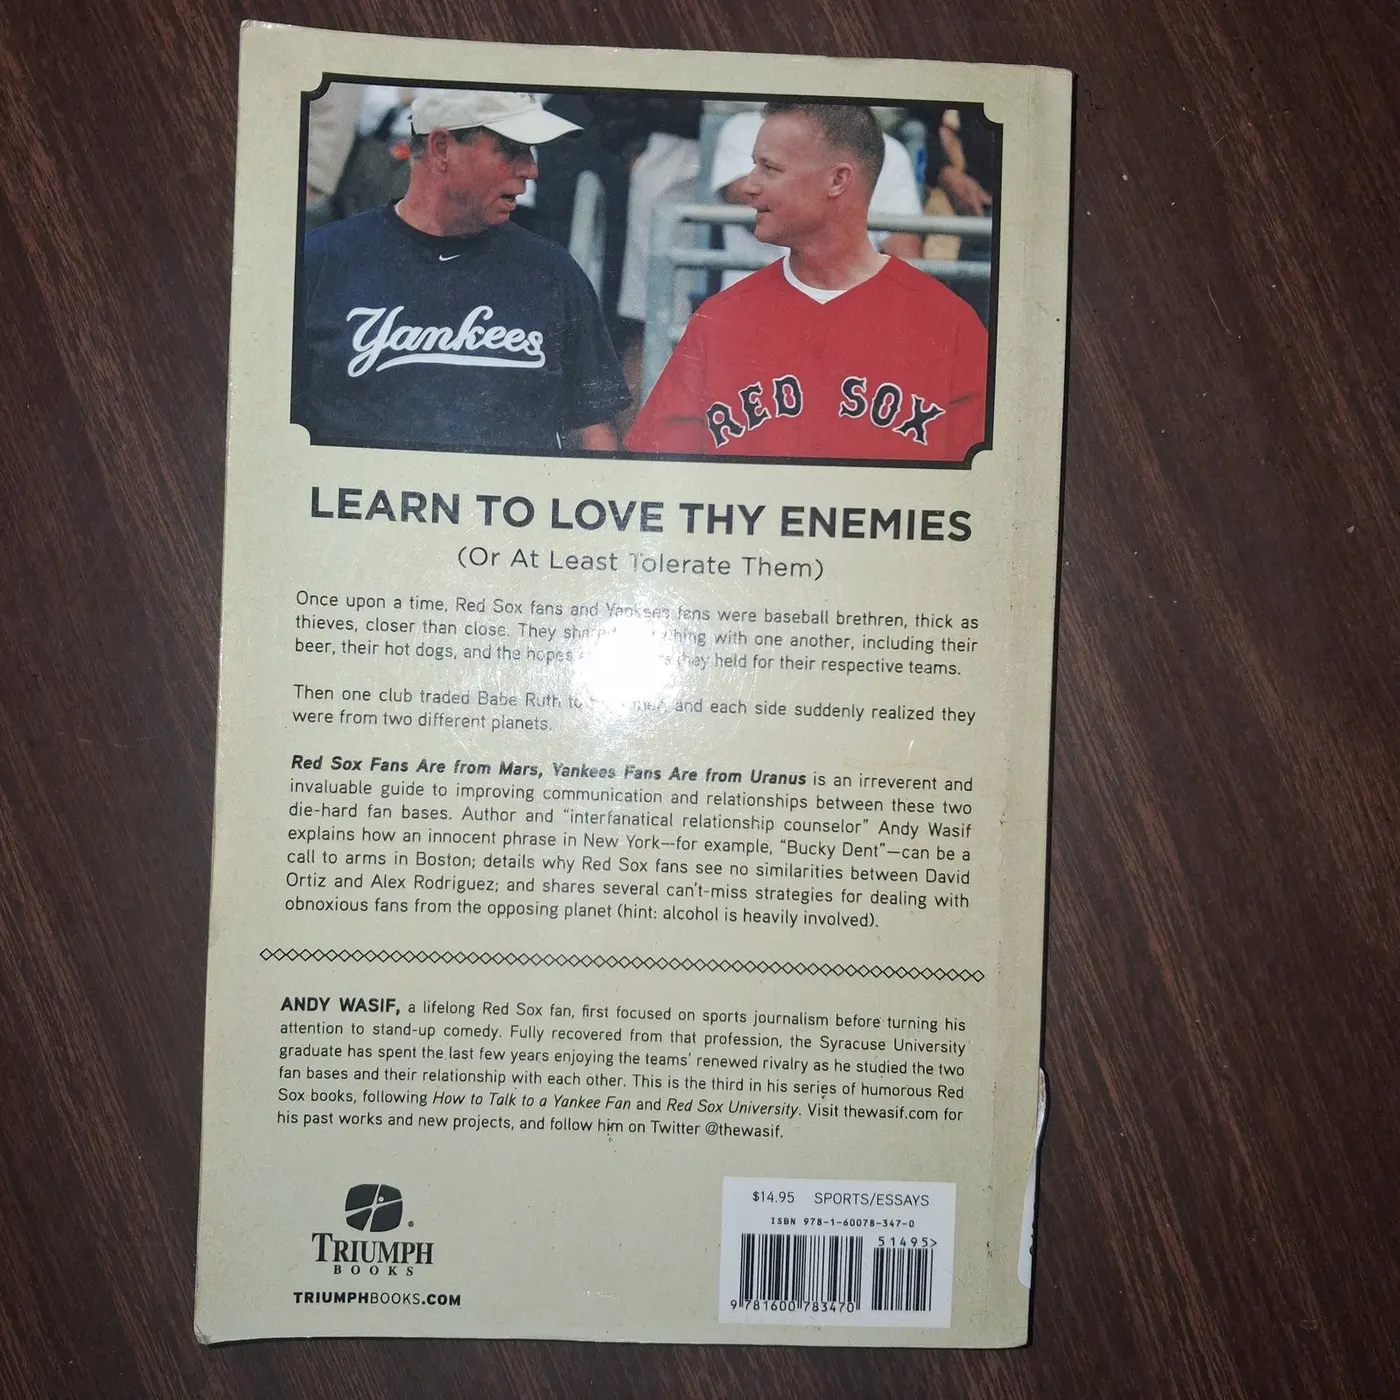 Yankees
RED SOX
LEARN TO LOVE THY ENEMIES
(Or At Least Tolerate Them)
Once upon a time, Red Sox fans and Yankees fans were baseball brethren, thick as
thieves, closer than close. They shared with one another, including their
beer, their hot dogs, and the hopes they held for their respective teams.
Then one club traded Babe Ruth to and each side suddenly realized they
were from two different planets.
Red Sox Fans Are from Mars, Yankees Fans Are from Uranus is an irreverent and
invaluable guide to improving communication and relationships between these two
die-hard fan bases. Author and “interfanatical relationship counselor” Andy Wasif
explains how an innocent phrase in New York—for example, “Bucky Dent”—can be a
call to arms in Boston; details why Red Sox fans see no similarities between David
Ortiz and Alex Rodriguez; and shares several can't-miss strategies for dealing with
obnoxious fans from the opposing planet (hint: alcohol is heavily involved).
ANDY WASIF, a lifelong Red Sox fan, first focused on sports journalism before turning his
attention to stand-up comedy. Fully recovered from that profession, the Syracuse University
graduate has spent the last few years enjoying the teams' renewed rivalry as he studied the two
fan bases and their relationship with each other. This is the third in his series of humorous Red
Sox books, following How to Talk to a Yankee Fan and Red Sox University. Visit thewasif.com for
his past works and new projects, and follow him on Twitter @thewasif.
TRIUMPH
BOOKS
TRIUMPHBOOKS.COM
$14.95 SPORTS/ESSAYS
ISBN 978-1-60078-347-0
51495>
9 781600 783470